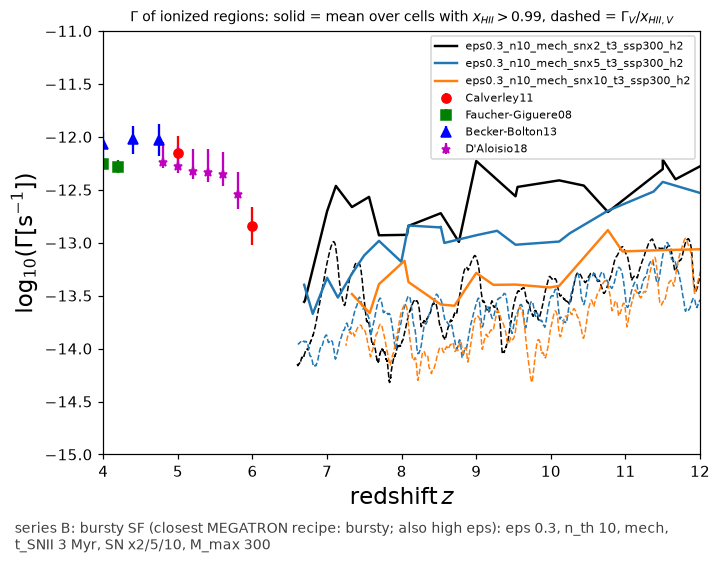 Γ of ionized regions: solid = mean over cells with x_HII > 0.99, dashed = Γ_V/x_HII,V
−11.0
−11.5
−12.0
−12.5
−13.0
−13.5
−14.0
−14.5
−15.0
log₁₀(Γ[s⁻¹])
eps0.3_n10_mech_snx2_t3_ssp300_h2
eps0.3_n10_mech_snx5_t3_ssp300_h2
eps0.3_n10_mech_snx10_t3_ssp300_h2
Calverley11
Faucher-Giguere08
Becker-Bolton13
D'Aloisio18
4 5 6 7 8 9 10 11 12
redshift z
series B: bursty SF (closest MEGATRON recipe: bursty; also high eps): eps 0.3, n_th 10, mech,
t_SNII 3 Myr, SN x2/5/10, M_max 300